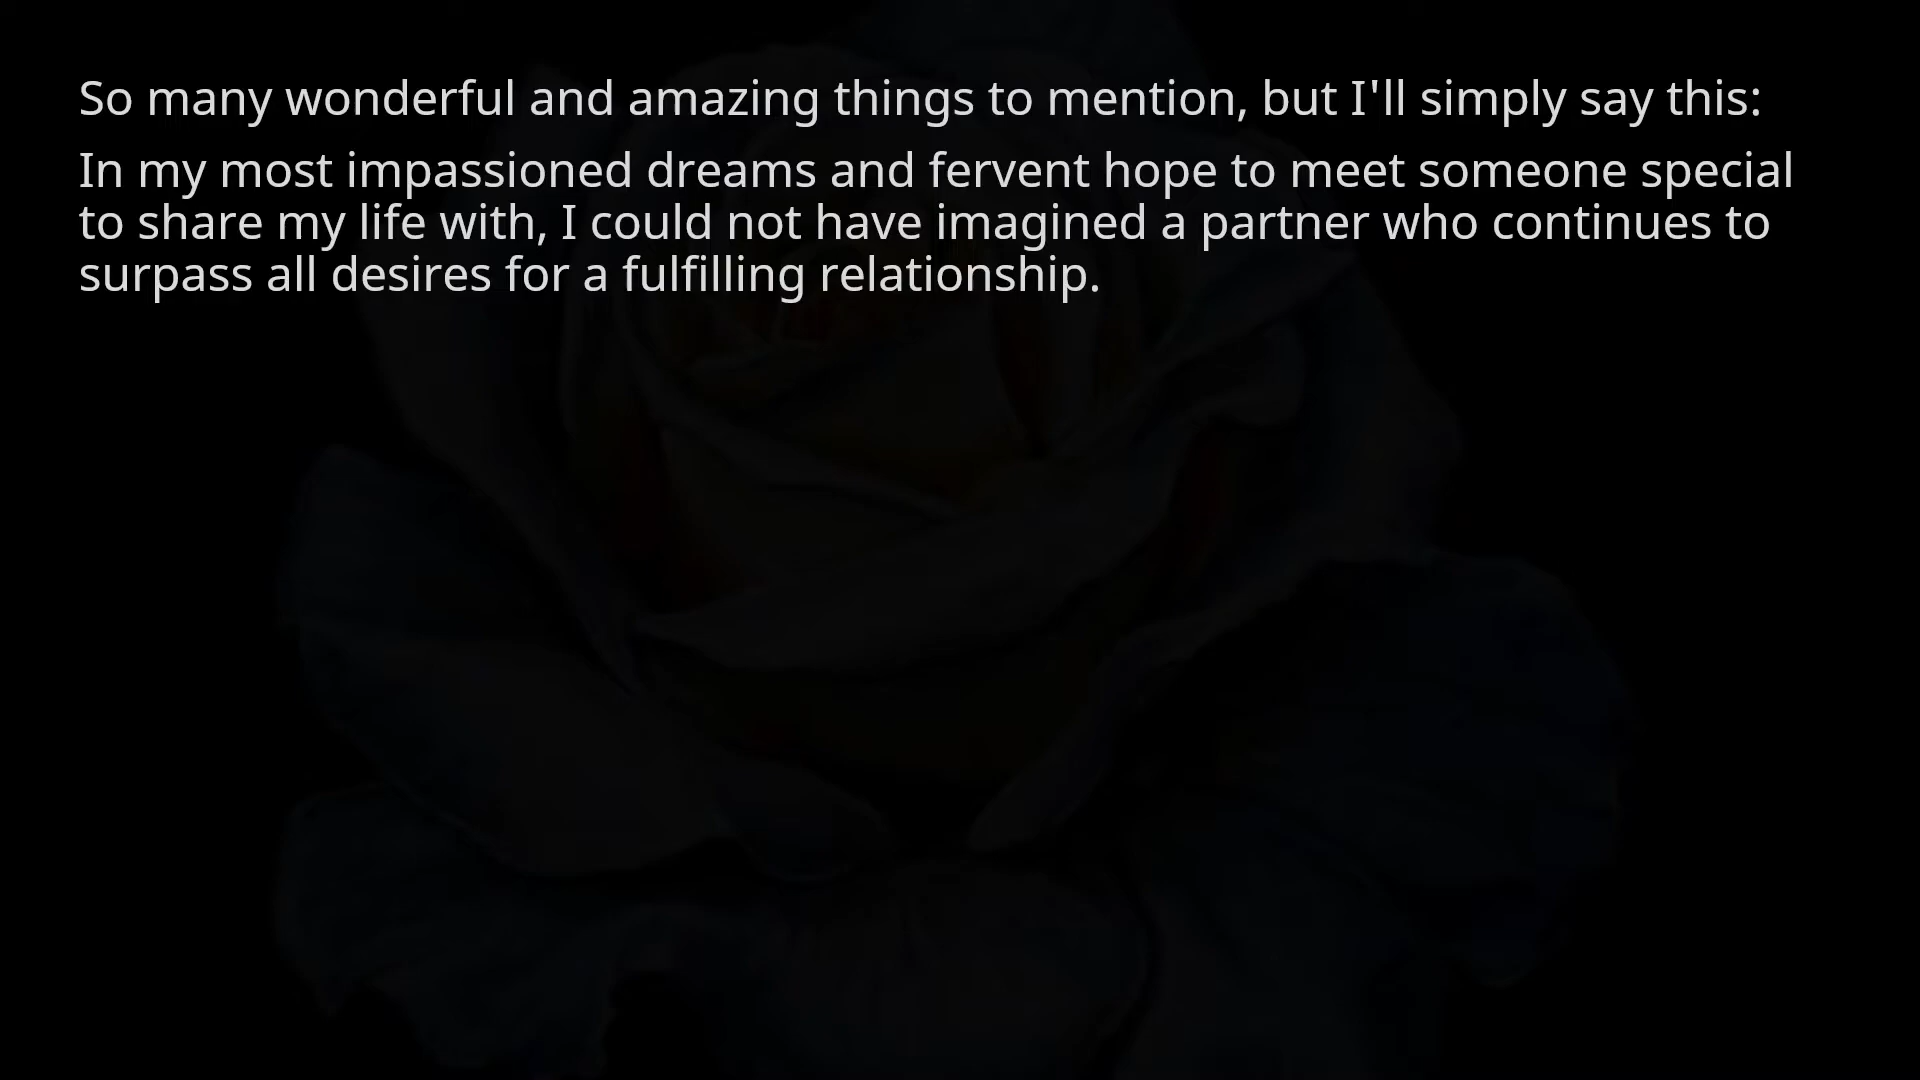 So many wonderful and amazing things to mention, but I'll simply say this:
In my most impassioned dreams and fervent hope to meet someone special
to share my life with, I could not have imagined a partner who continues to
surpass all desires for a fulfilling relationship.